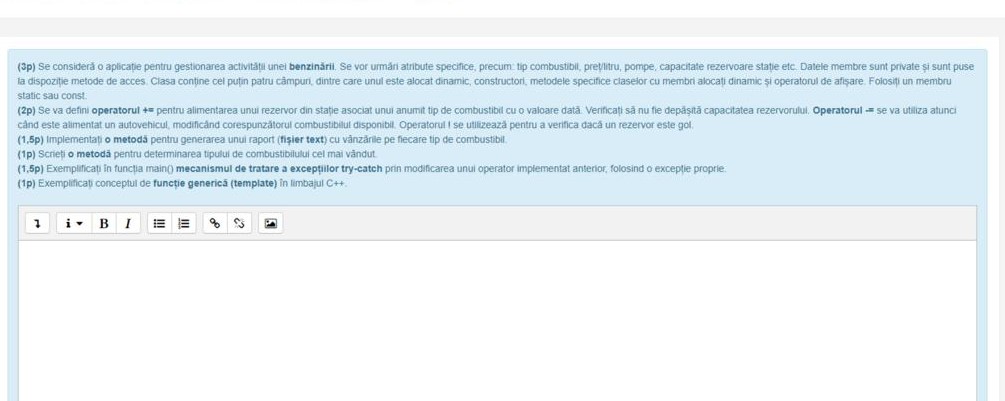 (3p) Se consideră o aplicație pentru gestionarea activității unei benzinării. Se vor urmări atribute specifice, precum: tip combustibil, preț/litru, pompe, capacitate rezervoare stație etc. Datele membre sunt private și sunt puse
la dispoziție metode de acces. Clasa conține cel puțin patru câmpuri, dintre care unul este alocat dinamic, constructori, metodele specifice claselor cu membri alocați dinamic și operatorul de afișare. Folosiți un membru
static sau const.
(2p) Se va defini operatorul += pentru alimentarea unui rezervor din stație asociat unui anumit tip de combustibil cu o valoare dată. Verificați să nu fie depășită capacitatea rezervorului. Operatorul -= se va utiliza atunci
când este alimentat un autovehicul, modificând corespunzătorul combustibilul disponibil. Operatorul ! se utilizează pentru a verifica dacă un rezervor este gol.
(1,5p) Implementați o metodă pentru generarea unui raport (fișier text) cu vânzările pe fiecare tip de combustibil.
(1p) Scrieți o metodă pentru determinarea tipului de combustibilului cel mai vândut.
(1,5p) Exemplificați în funcția main() mecanismul de tratare a excepțiilor try-catch prin modificarea unui operator implementat anterior, folosind o excepție proprie.
(1p) Exemplificați conceptul de funcție generică (template) în limbajul C++.
i B I